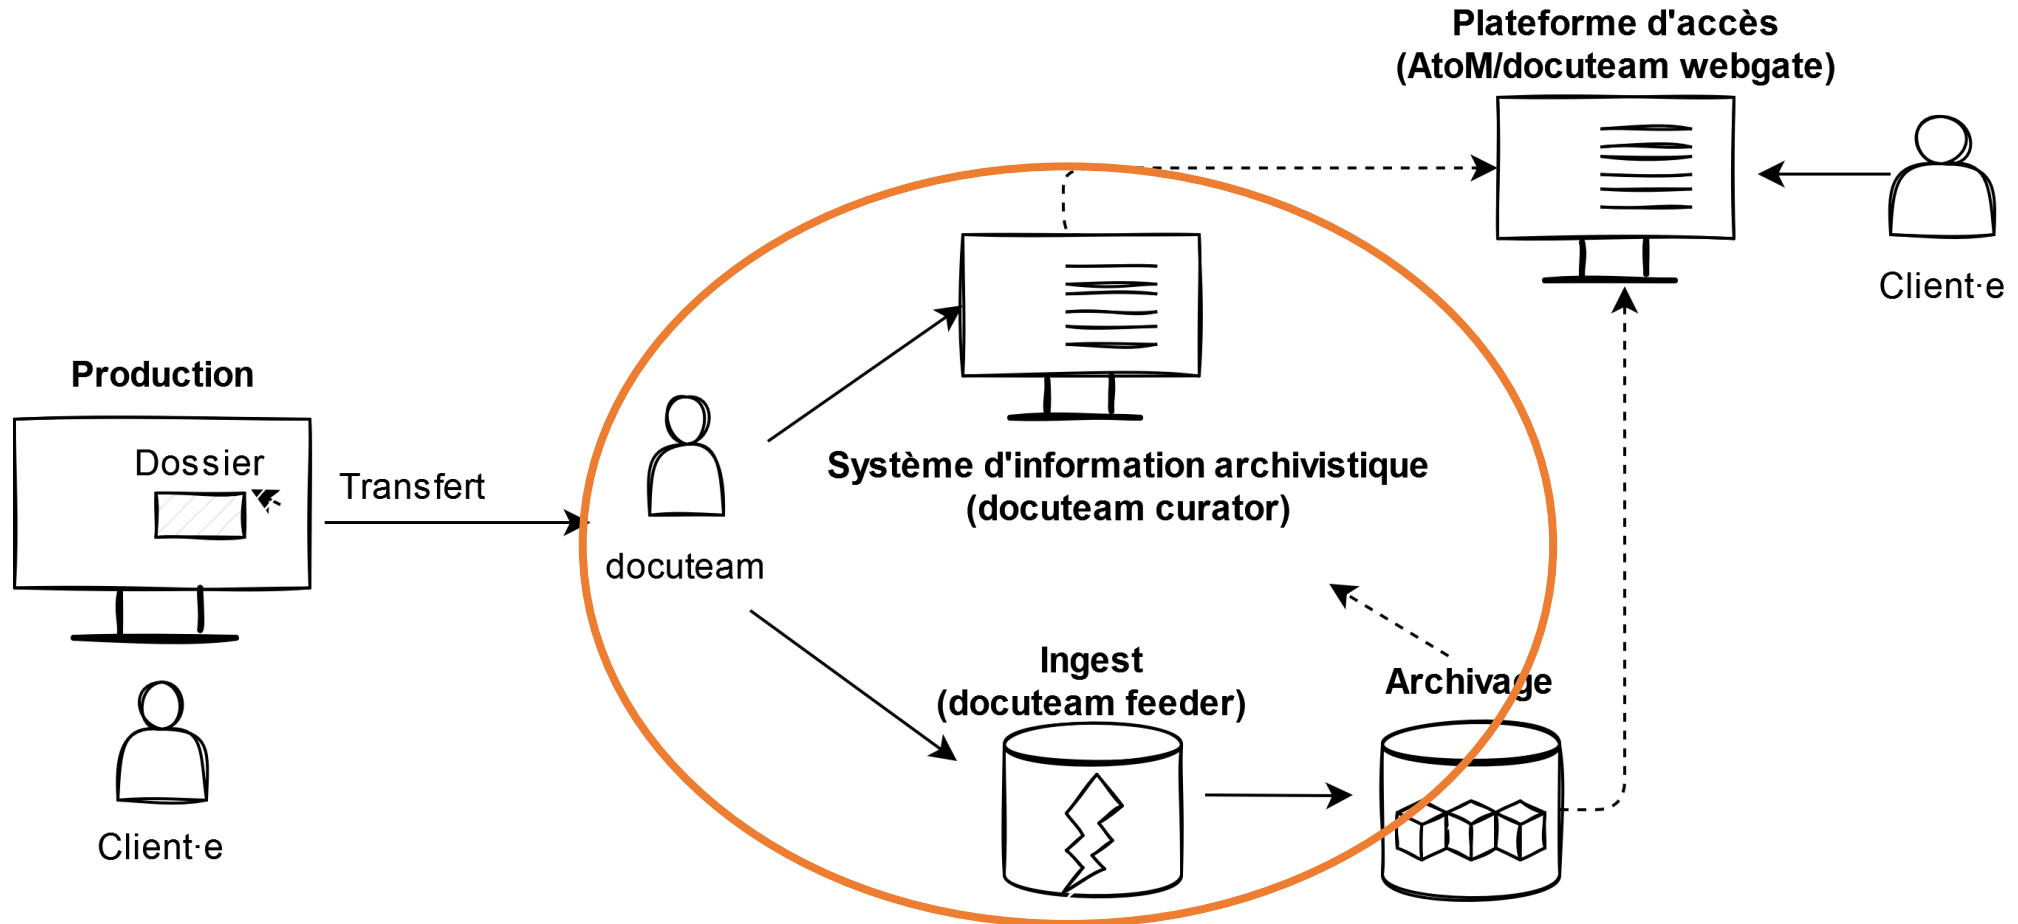 Plateforme d'accès
(AtoM/docuteam webgate)
Client·e
Production
Dossier
Transfert
docuteam
Système d'information archivistique
(docuteam curator)
Ingest
(docuteam feeder)
Archivage
Client·e